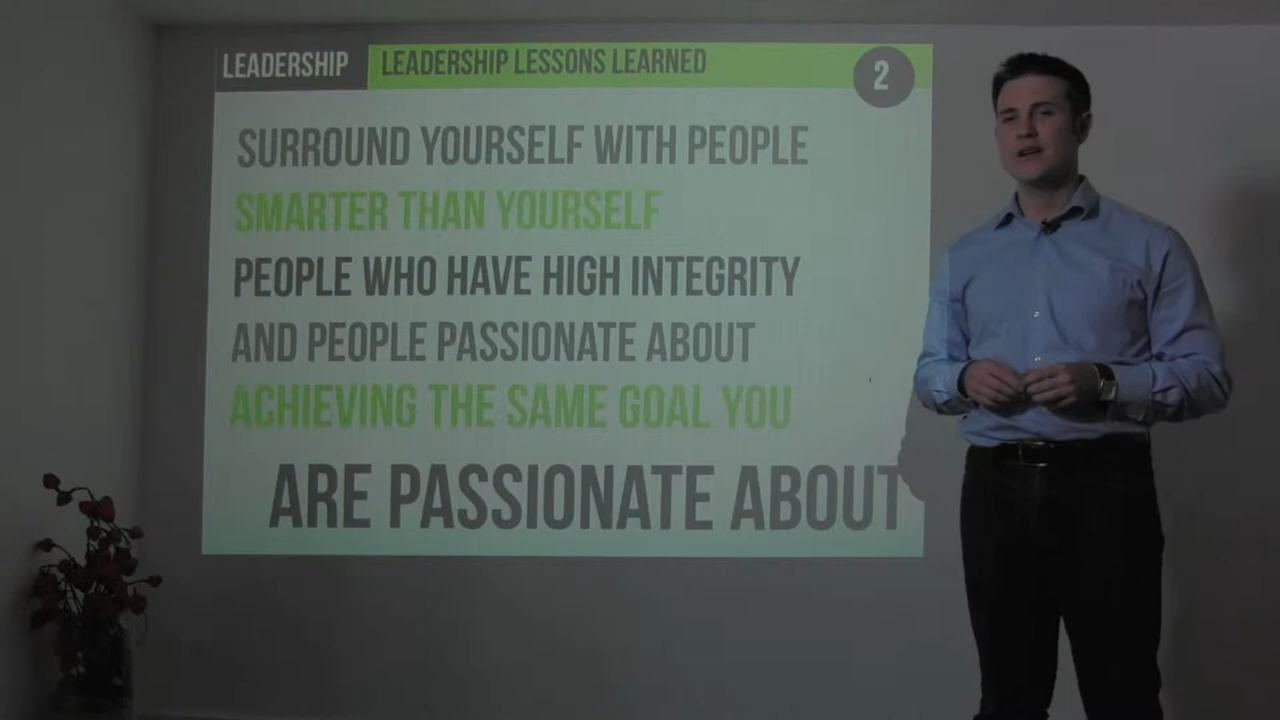 LEADERSHIP LEADERSHIP LESSONS LEARNED 2
SURROUND YOURSELF WITH PEOPLE
SMARTER THAN YOURSELF
PEOPLE WHO HAVE HIGH INTEGRITY
AND PEOPLE PASSIONATE ABOUT
ACHIEVING THE SAME GOAL YOU
ARE PASSIONATE ABOUT